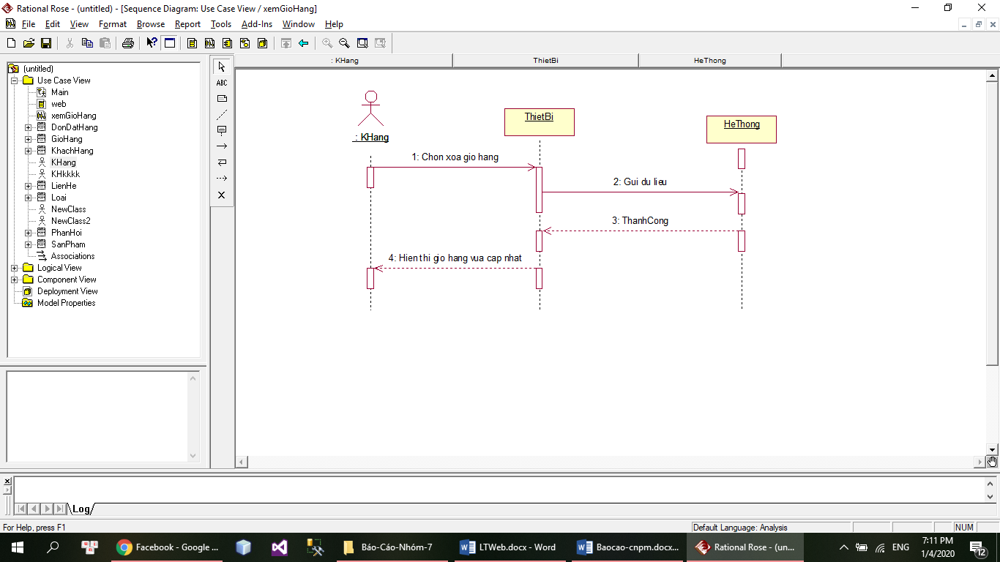 Rational Rose - (untitled) - [Sequence Diagram: Use Case View / xemGioHang]
File Edit View Format Browse Report Tools Add-Ins Window Help
: KHang ThietBi HeThong
(untitled)
Use Case View
Main
web
xemGioHang
DonDatHang
GioHang
KhachHang
KHang
KHkkkk
LienHe
Loai
NewClass
NewClass2
PhanHoi
SanPham
Associations
Logical View
Component View
Deployment View
Model Properties
ABC
: KHang
ThietBi
HeThong
1: Chon xoa gio hang
2: Gui du lieu
3: ThanhCong
4: Hien thi gio hang vua cap nhat
Log
For Help, press F1
Default Language: Analysis
NUM
Facebook - Google ...
Báo-Cáo-Nhóm-7
LTWeb.docx - Word
Baocao-cnpm.docx...
Rational Rose - (un...
ENG
7:11 PM
1/4/2020
12